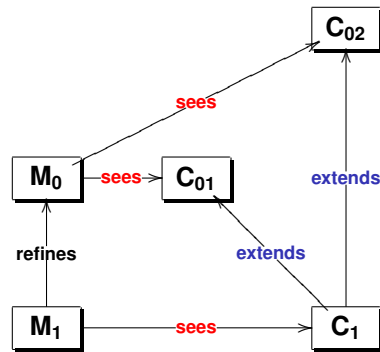 C02
sees
M0
sees
C01
extends
refines
extends
M1
sees
C1